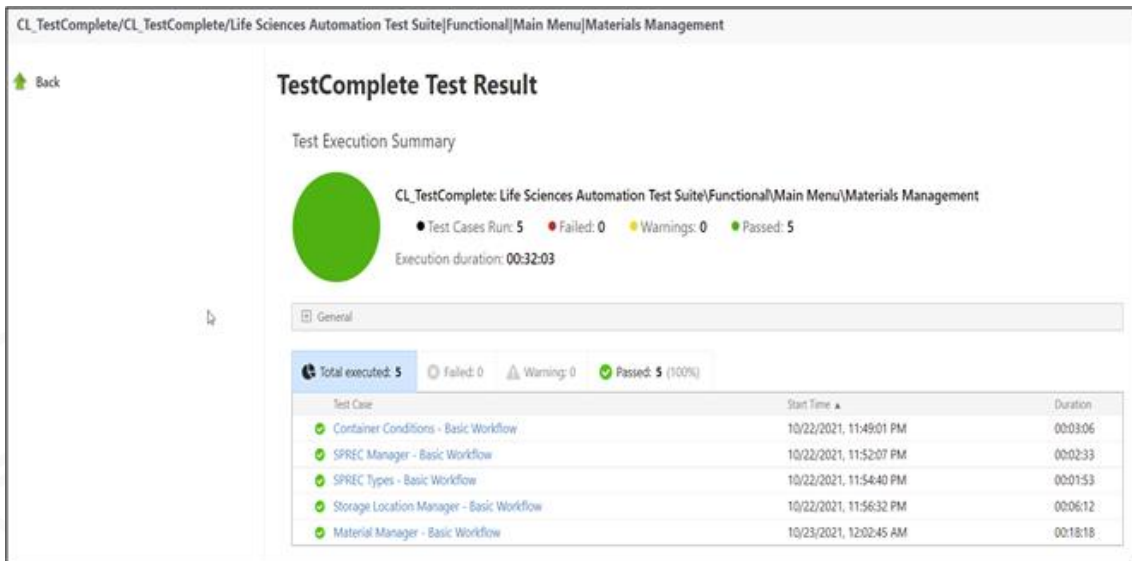 CL_TestComplete/CL_TestComplete/Life Sciences Automation Test Suite|Functional|Main Menu|Materials Management
Back
TestComplete Test Result
Test Execution Summary
CL_TestComplete: Life Sciences Automation Test Suite\Functional\Main Menu\Materials Management
Test Cases Run: 5 Failed: 0 Warnings: 0 Passed: 5
Execution duration: 00:32:03
General
Total executed: 5 Failed: 0 Warning: 0 Passed: 5 (100%)
Test Case Start Time ▲ Duration
Container Conditions - Basic Workflow 10/22/2021, 11:49:01 PM 00:03:06
SPREC Manager - Basic Workflow 10/22/2021, 11:52:07 PM 00:02:33
SPREC Types - Basic Workflow 10/22/2021, 11:54:40 PM 00:01:53
Storage Location Manager - Basic Workflow 10/22/2021, 11:56:32 PM 00:06:12
Material Manager - Basic Workflow 10/23/2021, 12:02:45 AM 00:18:18